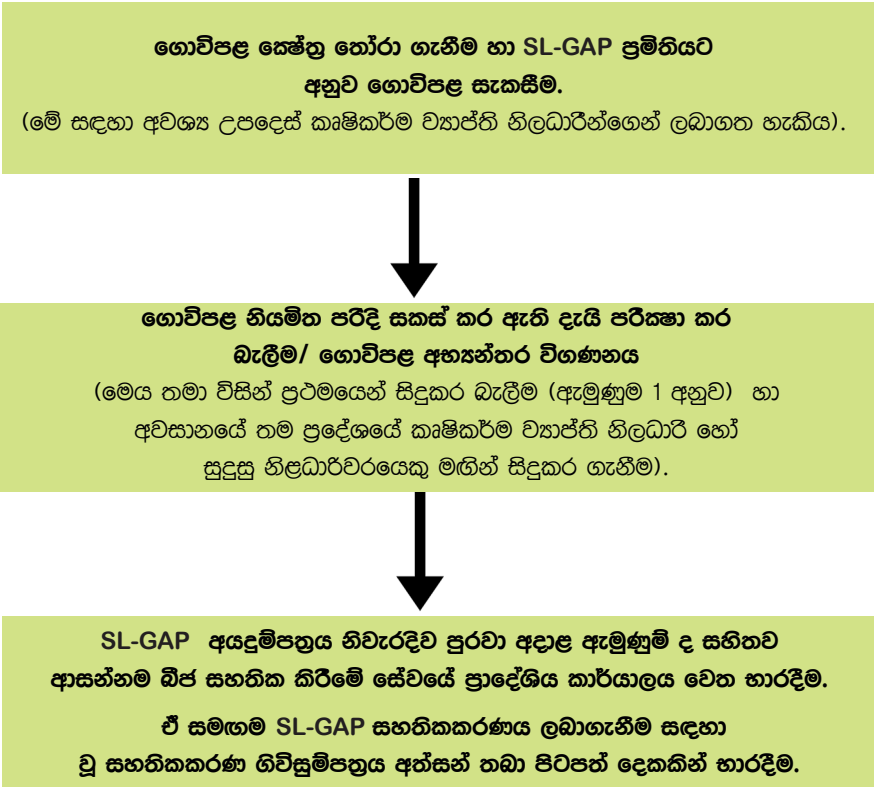 ගොවිපළ ක්ෂේත්‍ර තෝරා ගැනීම හා SL-GAP ප්‍රමිතියට
අනුව ගොවිපළ සැකසීම.
(මේ සඳහා අවශ්‍ය උපදෙස් කෘෂිකර්ම ව්‍යාප්ති නිලධාරීන්ගෙන් ලබාගත හැකිය).
ගොවිපළ නියමිත පරිදි සකස් කර ඇති දැයි පරීක්ෂා කර
බැලීම/ ගොවිපළ අභ්‍යන්තර විගණනය
(මෙය තමා විසින් ප්‍රථමයෙන් සිදුකර බැලීම (ඇමුණුම 1 අනුව) හා
අවසානයේ තම ප්‍රදේශයේ කෘෂිකර්ම ව්‍යාප්ති නිලධාරී හෝ
සුදුසු නිළධාරිවරයෙකු මඟින් සිදුකර ගැනීම).
SL-GAP අයදුම්පත්‍රය නිවැරදිව පුරවා අදාළ ඇමුණුම් ද සහිතව
ආසන්නම බීජ සහතික කිරීමේ සේවයේ ප්‍රාදේශිය කාර්යාලය වෙත භාරදීම.
ඒ සමඟම SL-GAP සහතිකකරණය ලබාගැනීම සඳහා
වූ සහතිකකරණ ගිවිසුම්පත්‍රය අත්සන් තබා පිටපත් දෙකකින් භාරදීම.